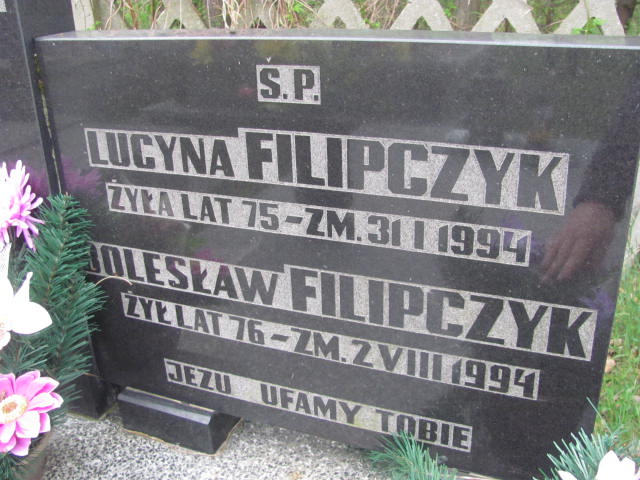 Ś.P.
LUCYNA FILIPCZYK
ŻYŁA LAT 75 - ZM. 31 I 1994
BOLESŁAW FILIPCZYK
ŻYŁ LAT 76 - ZM. 2 VIII 1994
JEZU UFAMY TOBIE